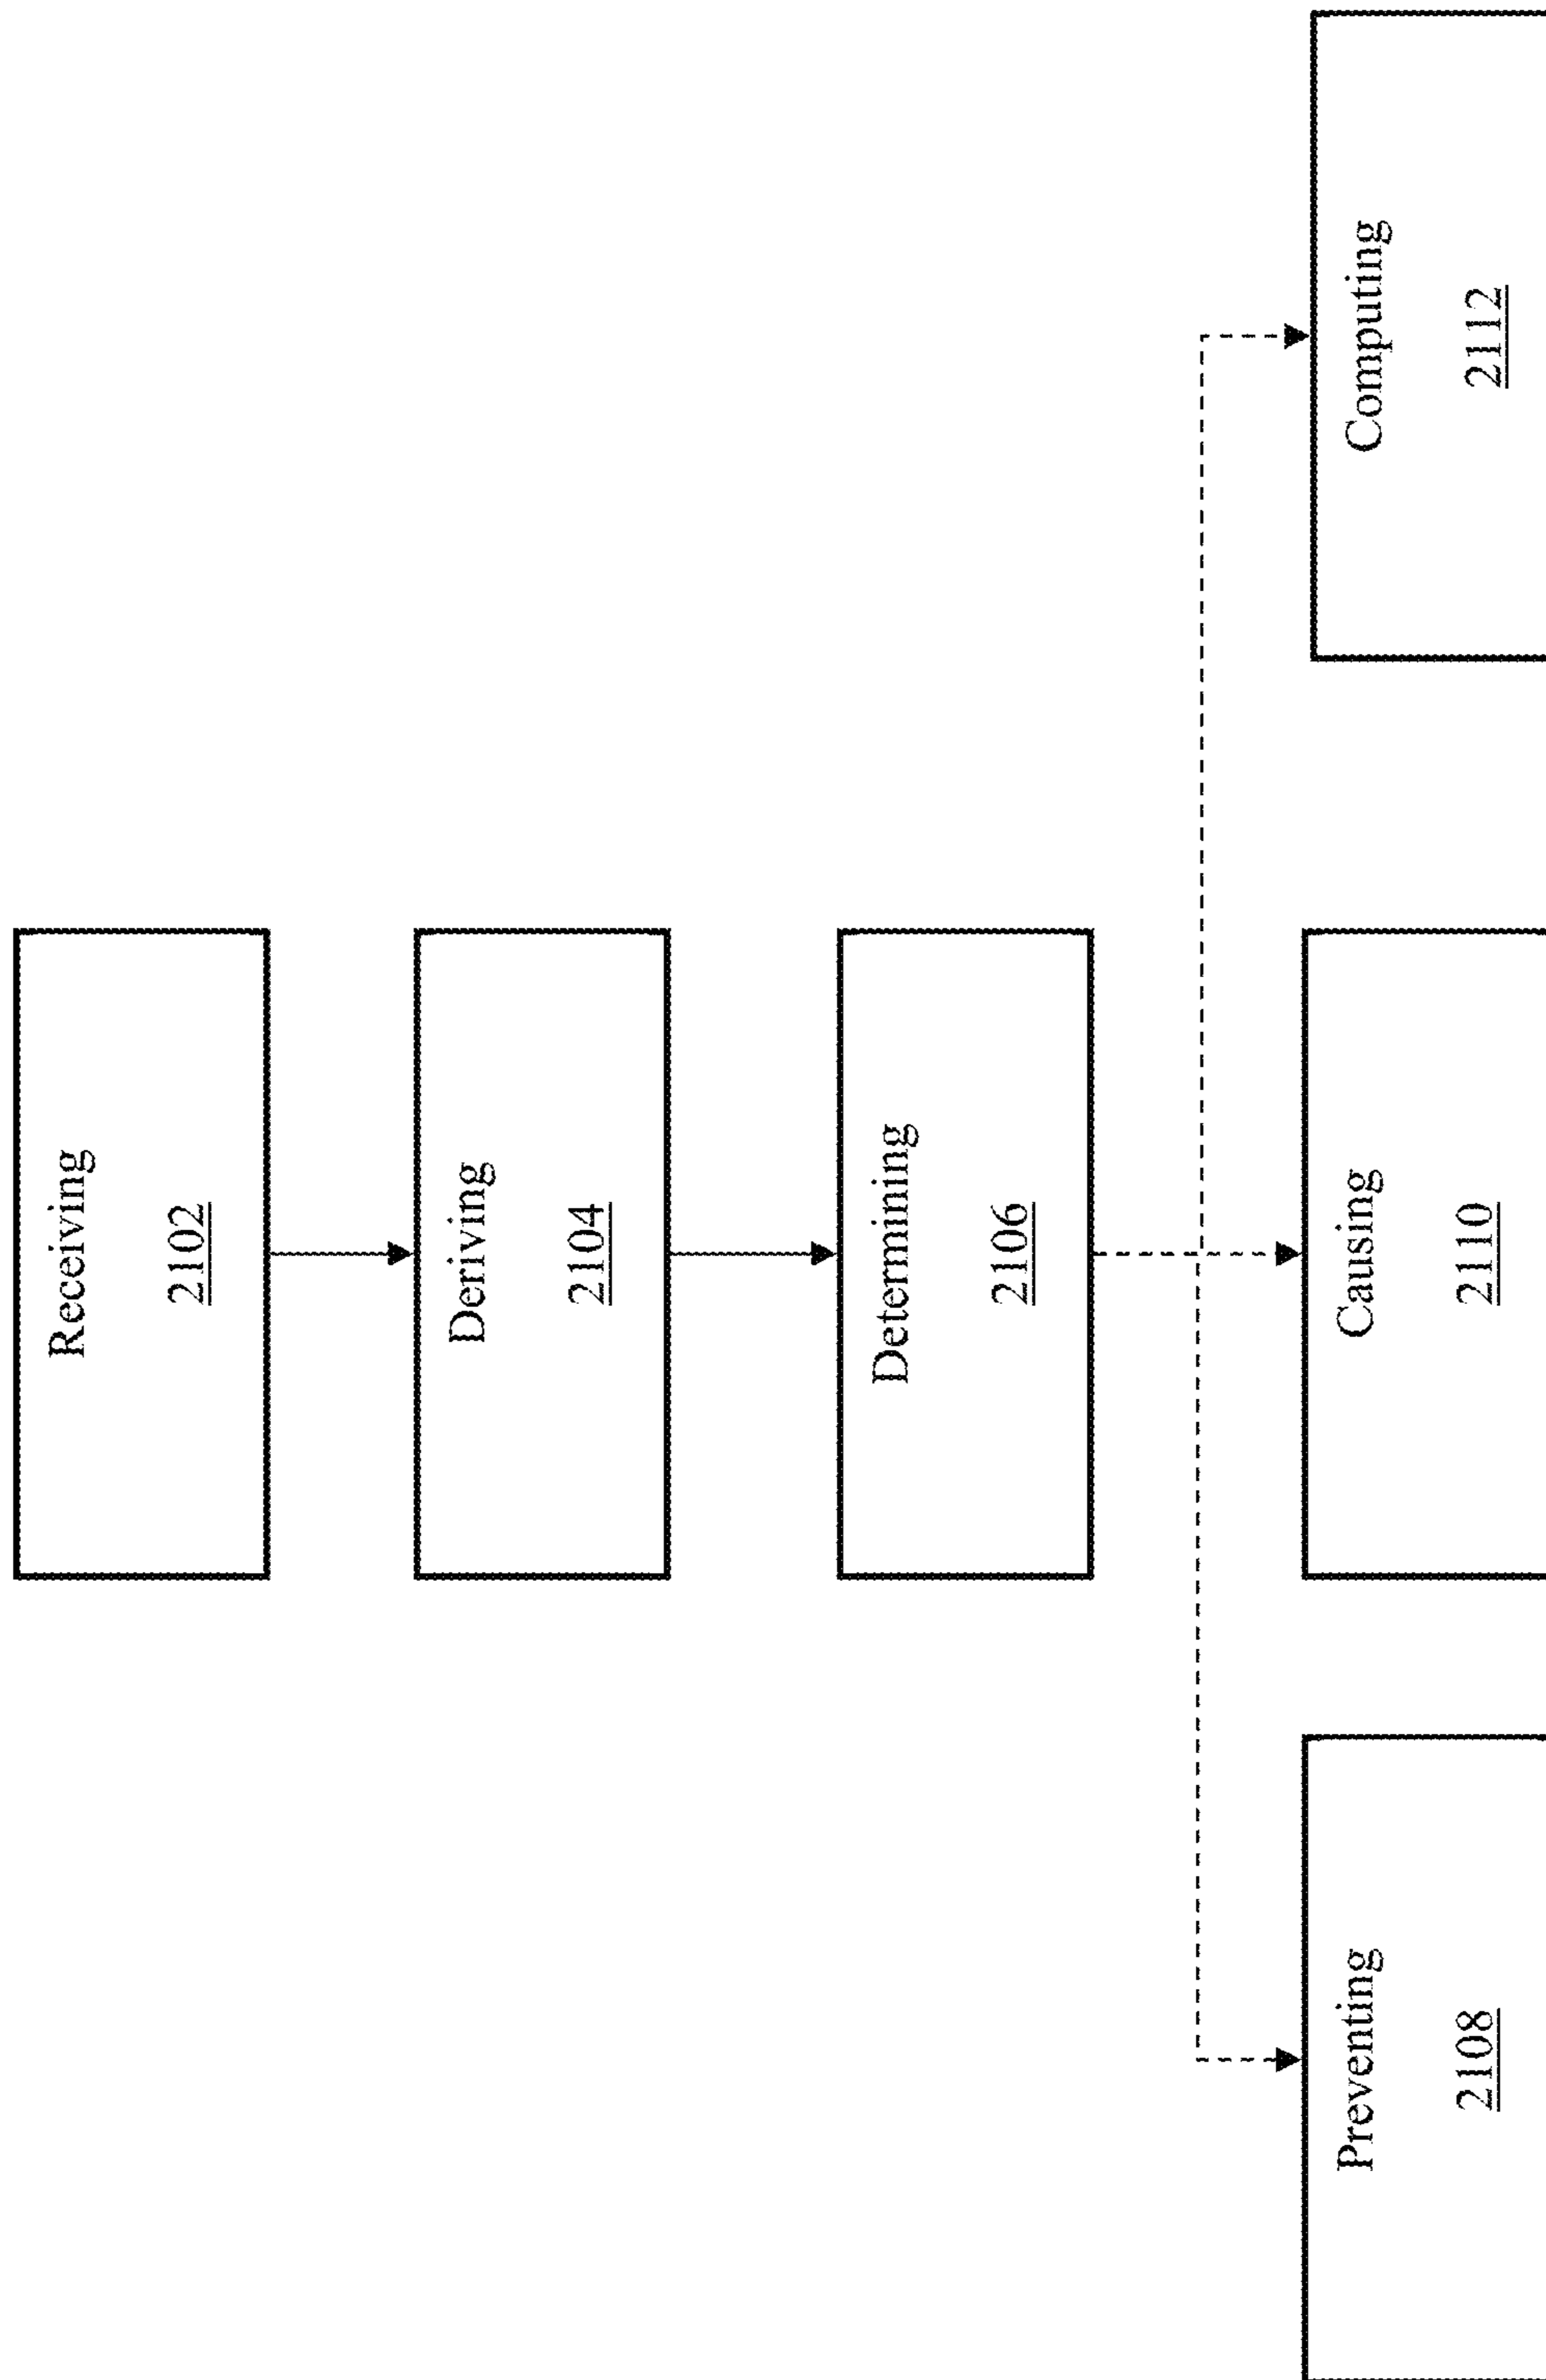 Receiving
2102
Deriving
2104
Determining
2106
Preventing
2108
Causing
2110
Computing
2112